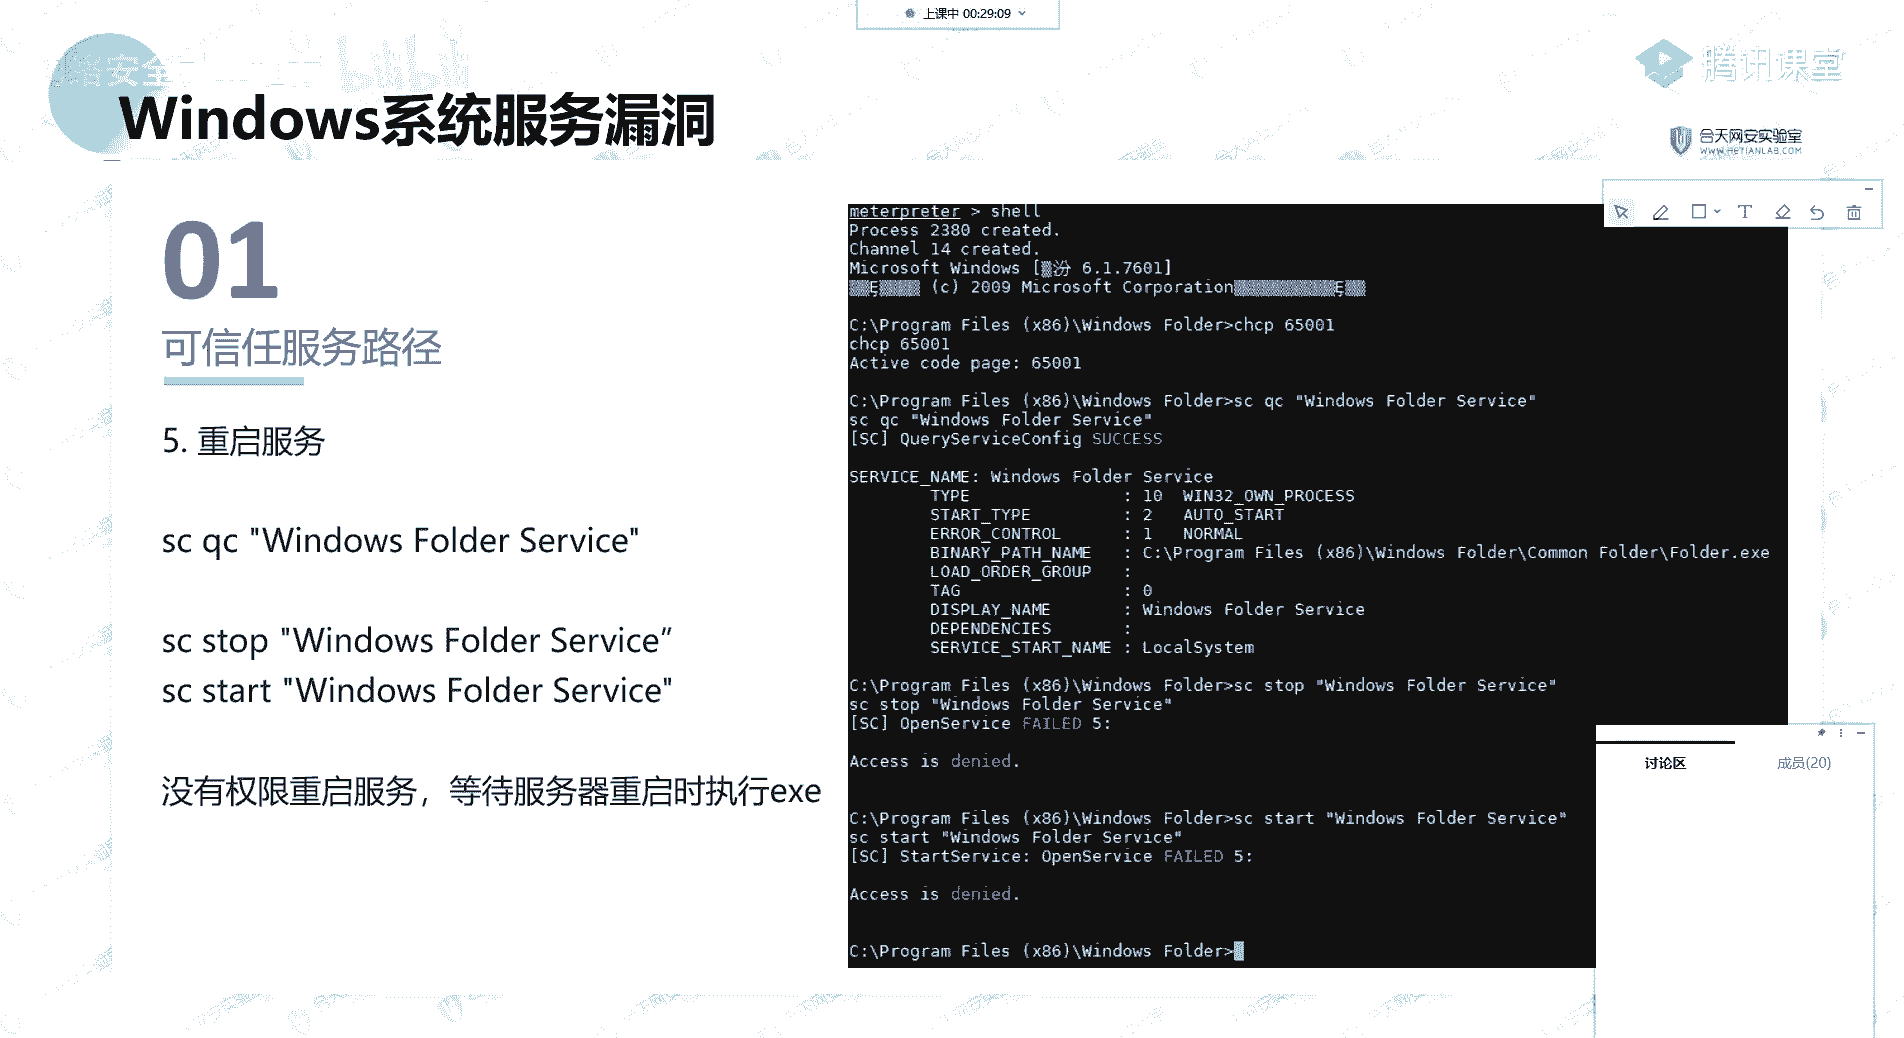 上课中 00:29:09
腾讯课堂
Windows系统服务漏洞
合天网安实验室
WWW.HETIANLAB.COM
01
可信任服务路径
5. 重启服务
sc qc "Windows Folder Service"
sc stop "Windows Folder Service”
sc start "Windows Folder Service"
没有权限重启服务，等待服务器重启时执行exe
meterpreter > shell
Process 2380 created.
Channel 14 created.
Microsoft Windows [汾 6.1.7601]
(c) 2009 Microsoft Corporation
C:\Program Files (x86)\Windows Folder>chcp 65001
chcp 65001
Active code page: 65001
C:\Program Files (x86)\Windows Folder>sc qc "Windows Folder Service"
sc qc "Windows Folder Service"
[SC] QueryServiceConfig SUCCESS
SERVICE_NAME: Windows Folder Service
TYPE : 10 WIN32_OWN_PROCESS
START_TYPE : 2 AUTO_START
ERROR_CONTROL : 1 NORMAL
BINARY_PATH_NAME : C:\Program Files (x86)\Windows Folder\Common Folder\Folder.exe
LOAD_ORDER_GROUP :
TAG : 0
DISPLAY_NAME : Windows Folder Service
DEPENDENCIES :
SERVICE_START_NAME : LocalSystem
C:\Program Files (x86)\Windows Folder>sc stop "Windows Folder Service"
sc stop "Windows Folder Service"
[SC] OpenService FAILED 5:
Access is denied.
C:\Program Files (x86)\Windows Folder>sc start "Windows Folder Service"
sc start "Windows Folder Service"
[SC] StartService: OpenService FAILED 5:
Access is denied.
C:\Program Files (x86)\Windows Folder>
讨论区 成员(20)